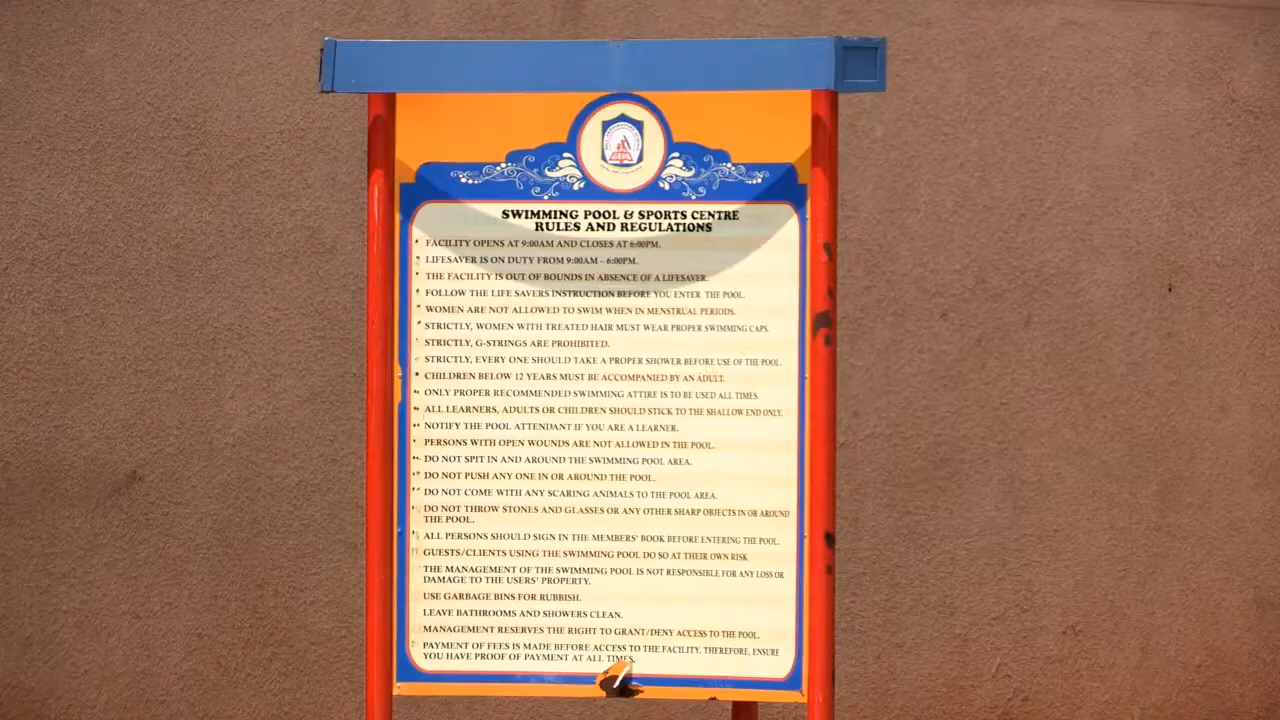 SWIMMING POOL & SPORTS CENTRE
RULES AND REGULATIONS
FACILITY OPENS AT 9:00AM AND CLOSES AT 6:00PM.
LIFESAVER IS ON DUTY FROM 9:00AM – 6:00PM.
THE FACILITY IS OUT OF BOUNDS IN ABSENCE OF A LIFESAVER.
FOLLOW THE LIFE SAVERS INSTRUCTION BEFORE YOU ENTER THE POOL.
WOMEN ARE NOT ALLOWED TO SWIM WHEN IN MENSTRUAL PERIODS.
STRICTLY, WOMEN WITH TREATED HAIR MUST WEAR PROPER SWIMMING CAPS.
STRICTLY, G-STRINGS ARE PROHIBITED.
STRICTLY, EVERY ONE SHOULD TAKE A PROPER SHOWER BEFORE USE OF THE POOL.
CHILDREN BELOW 12 YEARS MUST BE ACCOMPANIED BY AN ADULT.
ONLY PROPER RECOMMENDED SWIMMING ATTIRE IS TO BE USED ALL TIMES.
ALL LEARNERS, ADULTS OR CHILDREN SHOULD STICK TO THE SHALLOW END ONLY.
NOTIFY THE POOL ATTENDANT IF YOU ARE A LEARNER.
PERSONS WITH OPEN WOUNDS ARE NOT ALLOWED IN THE POOL.
DO NOT SPIT IN AND AROUND THE SWIMMING POOL AREA.
DO NOT PUSH ANY ONE IN OR AROUND THE POOL.
DO NOT COME WITH ANY SCARING ANIMALS TO THE POOL AREA.
DO NOT THROW STONES AND GLASSES OR ANY OTHER SHARP OBJECTS IN OR AROUND
THE POOL.
ALL PERSONS SHOULD SIGN IN THE MEMBERS' BOOK BEFORE ENTERING THE POOL.
GUESTS/CLIENTS USING THE SWIMMING POOL DO SO AT THEIR OWN RISK
THE MANAGEMENT OF THE SWIMMING POOL IS NOT RESPONSIBLE FOR ANY LOSS OR
DAMAGE TO THE USERS' PROPERTY.
USE GARBAGE BINS FOR RUBBISH.
LEAVE BATHROOMS AND SHOWERS CLEAN.
MANAGEMENT RESERVES THE RIGHT TO GRANT/DENY ACCESS TO THE POOL.
PAYMENT OF FEES IS MADE BEFORE ACCESS TO THE FACILITY. THEREFORE, ENSURE
YOU HAVE PROOF OF PAYMENT AT ALL TIMES.